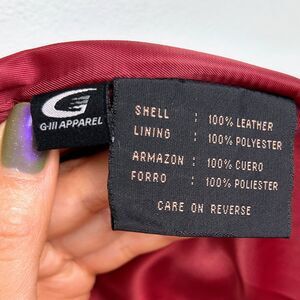 G-III APPAREL
SHELL : 100% LEATHER
LINING : 100% POLYESTER
ARMAZON : 100% CUERO
FORRO : 100% POLIESTER
CARE ON REVERSE